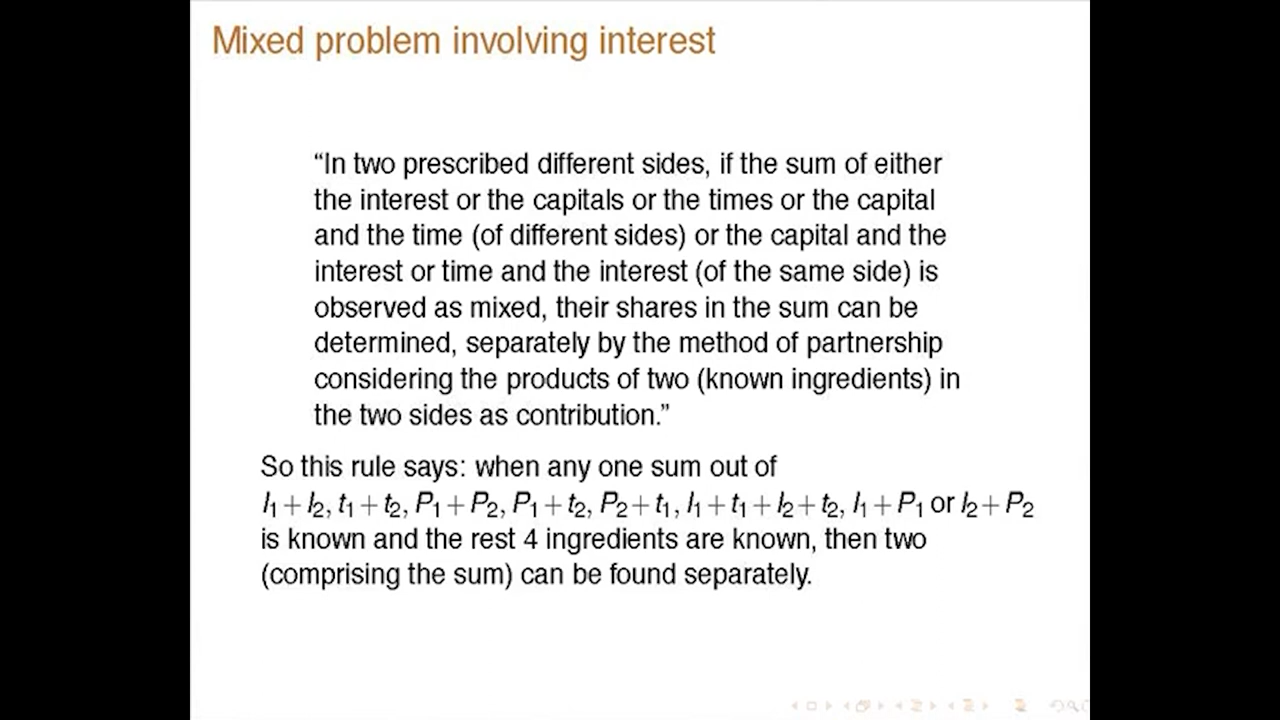 Mixed problem involving interest
“In two prescribed different sides, if the sum of either
the interest or the capitals or the times or the capital
and the time (of different sides) or the capital and the
interest or time and the interest (of the same side) is
observed as mixed, their shares in the sum can be
determined, separately by the method of partnership
considering the products of two (known ingredients) in
the two sides as contribution.”
So this rule says: when any one sum out of
I₁ + I₂, t₁ + t₂, P₁ + P₂, P₁ + t₂, P₂ + t₁, I₁ + t₁ + I₂ + t₂, I₁ + P₁ or I₂ + P₂
is known and the rest 4 ingredients are known, then two
(comprising the sum) can be found separately.